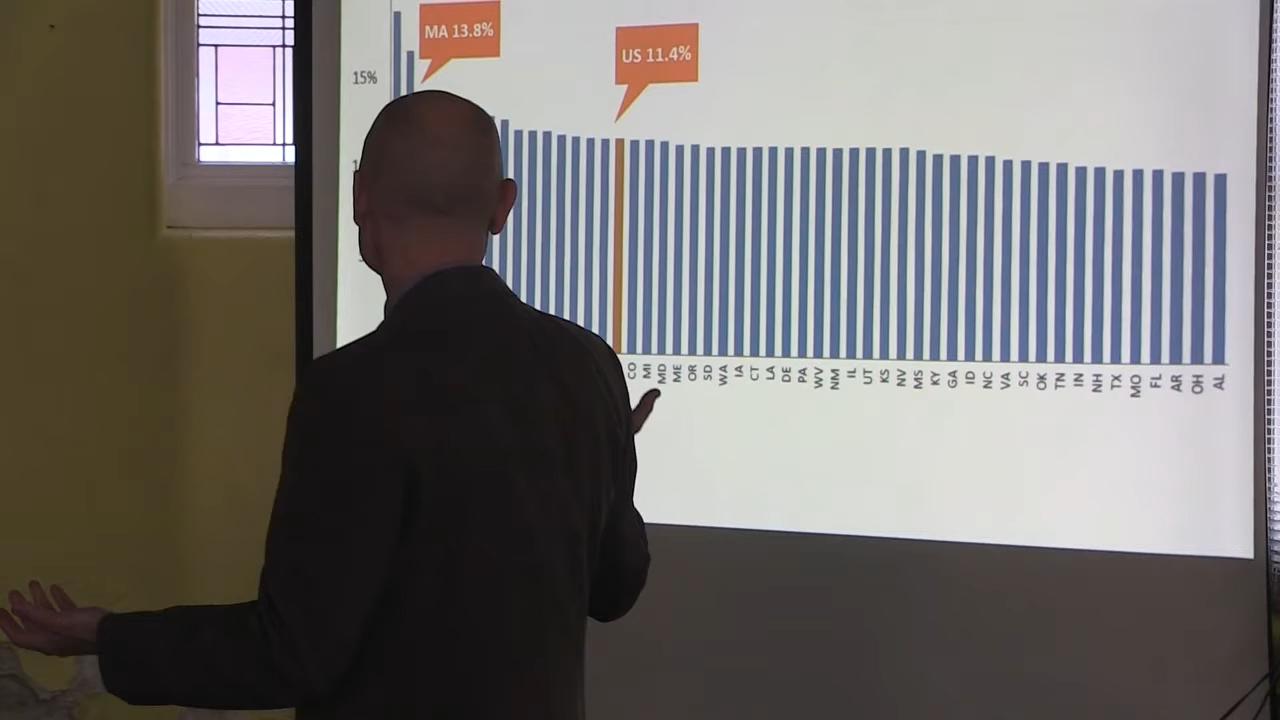 MA 13.8%
US 11.4%
15%
CO MI MD ME OR SD WA IA CT LA DE PA WV NM IL UT KS NV MS KY GA ID NC VA SC OK TN IN NH TX MO FL AR OH AL